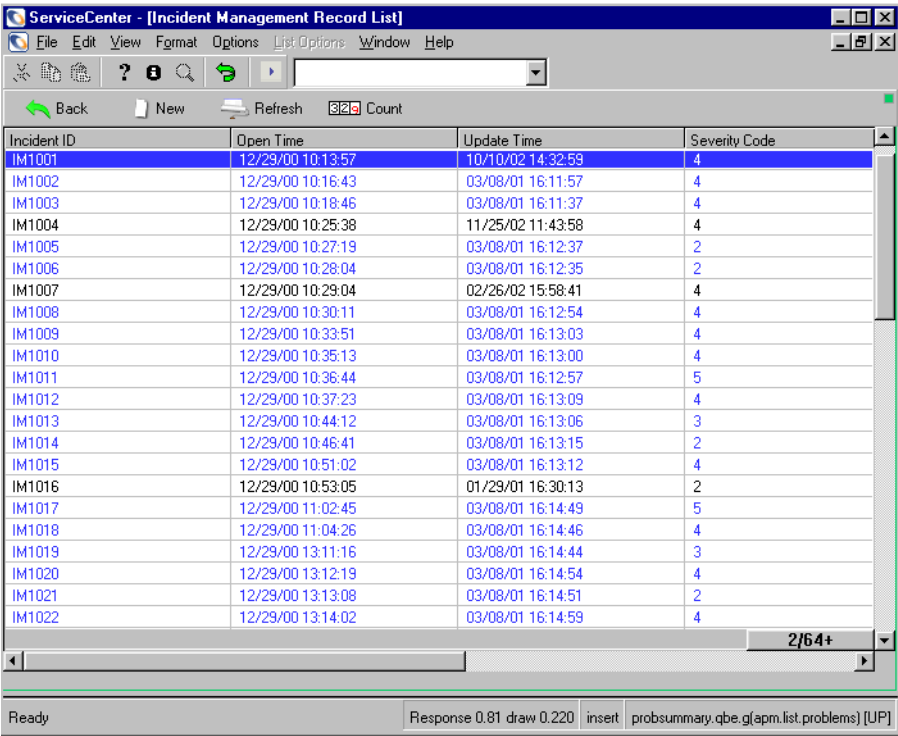 ServiceCenter - [Incident Management Record List]
File Edit View Format Options List Options Window Help
Back New Refresh 329 Count
Incident ID Open Time Update Time Severity Code
IM1001 12/29/00 10:13:57 10/10/02 14:32:59 4
IM1002 12/29/00 10:16:43 03/08/01 16:11:57 4
IM1003 12/29/00 10:18:46 03/08/01 16:11:37 4
IM1004 12/29/00 10:25:38 11/25/02 11:43:58 4
IM1005 12/29/00 10:27:19 03/08/01 16:12:37 2
IM1006 12/29/00 10:28:04 03/08/01 16:12:35 2
IM1007 12/29/00 10:29:04 02/26/02 15:58:41 4
IM1008 12/29/00 10:30:11 03/08/01 16:12:54 4
IM1009 12/29/00 10:33:51 03/08/01 16:13:03 4
IM1010 12/29/00 10:35:13 03/08/01 16:13:00 4
IM1011 12/29/00 10:36:44 03/08/01 16:12:57 5
IM1012 12/29/00 10:37:23 03/08/01 16:13:09 4
IM1013 12/29/00 10:44:12 03/08/01 16:13:06 3
IM1014 12/29/00 10:46:41 03/08/01 16:13:15 2
IM1015 12/29/00 10:51:02 03/08/01 16:13:12 4
IM1016 12/29/00 10:53:05 01/29/01 16:30:13 2
IM1017 12/29/00 11:02:45 03/08/01 16:14:49 5
IM1018 12/29/00 11:04:26 03/08/01 16:14:46 4
IM1019 12/29/00 13:11:16 03/08/01 16:14:44 3
IM1020 12/29/00 13:12:19 03/08/01 16:14:54 4
IM1021 12/29/00 13:13:08 03/08/01 16:14:51 2
IM1022 12/29/00 13:14:02 03/08/01 16:14:59 4
2/64+
Ready Response 0.81 draw 0.220 insert probsummary.qbe.g(apm.list.problems) [UP]